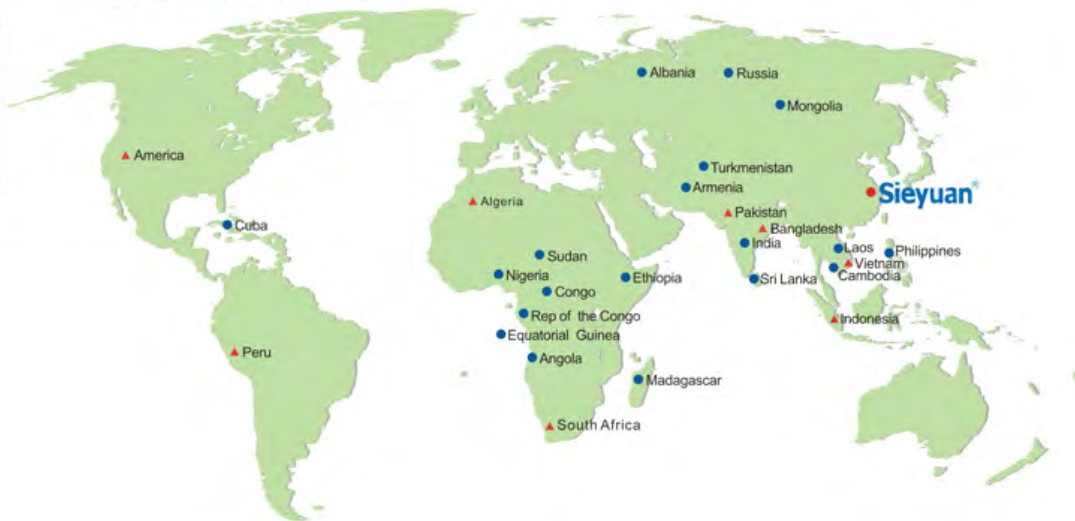 Albania
Russia
Mongolia
America
Turkmenistan
Armenia
Sieyuan®
Algeria
Pakistan
Bangladesh
Cuba
India
Laos
Philippines
Sudan
Vietnam
Nigeria
Ethiopia
Sri Lanka
Cambodia
Congo
Rep of the Congo
Indonesia
Equatorial Guinea
Peru
Angola
Madagascar
South Africa